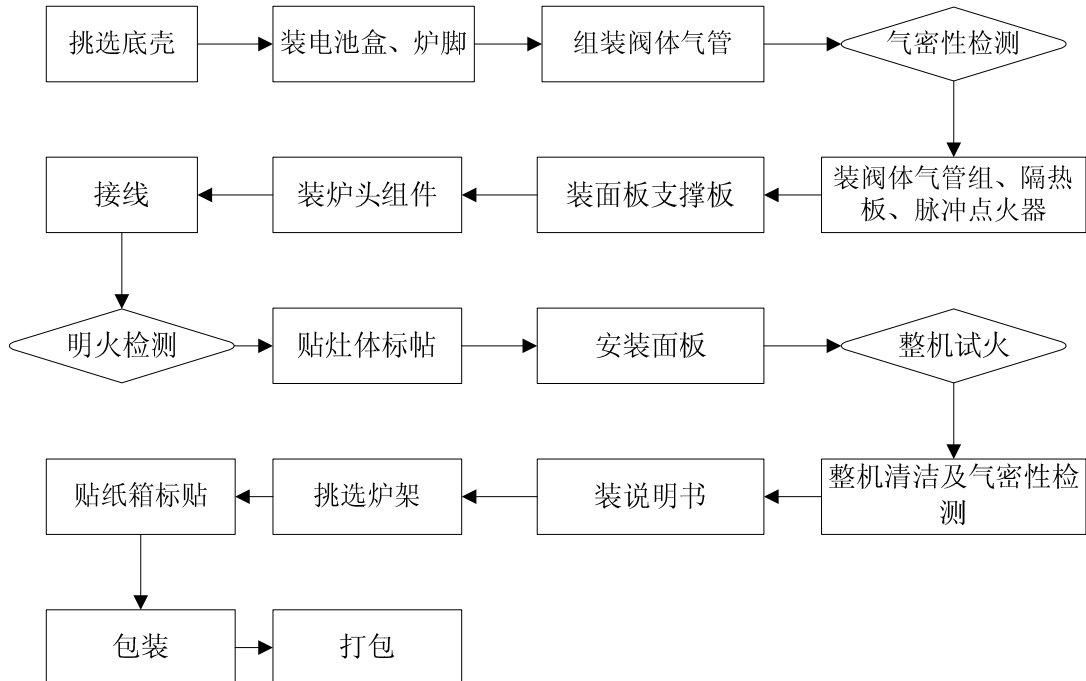 挑选底壳
装电池盒、炉脚
组装阀体气管
气密性检测
接线
装炉头组件
装面板支撑板
装阀体气管组、隔热
板、脉冲点火器
明火检测
贴灶体标帖
安装面板
整机试火
贴纸箱标贴
挑选炉架
装说明书
整机清洁及气密性检
测
包装
打包